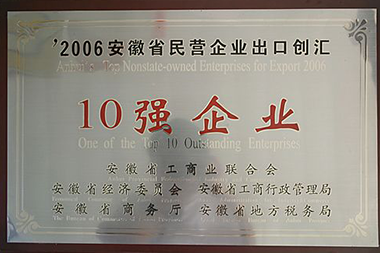 '2006安徽省民营企业出口创汇
Top Nonstate-owned Enterprises for Export 2006
10强企业
One of the Top 10 Outstanding Enterprises
安徽省工商业联合会
安徽省经济委员会 安徽省工商行政管理局
安徽省商务厅 安徽省地方税务局